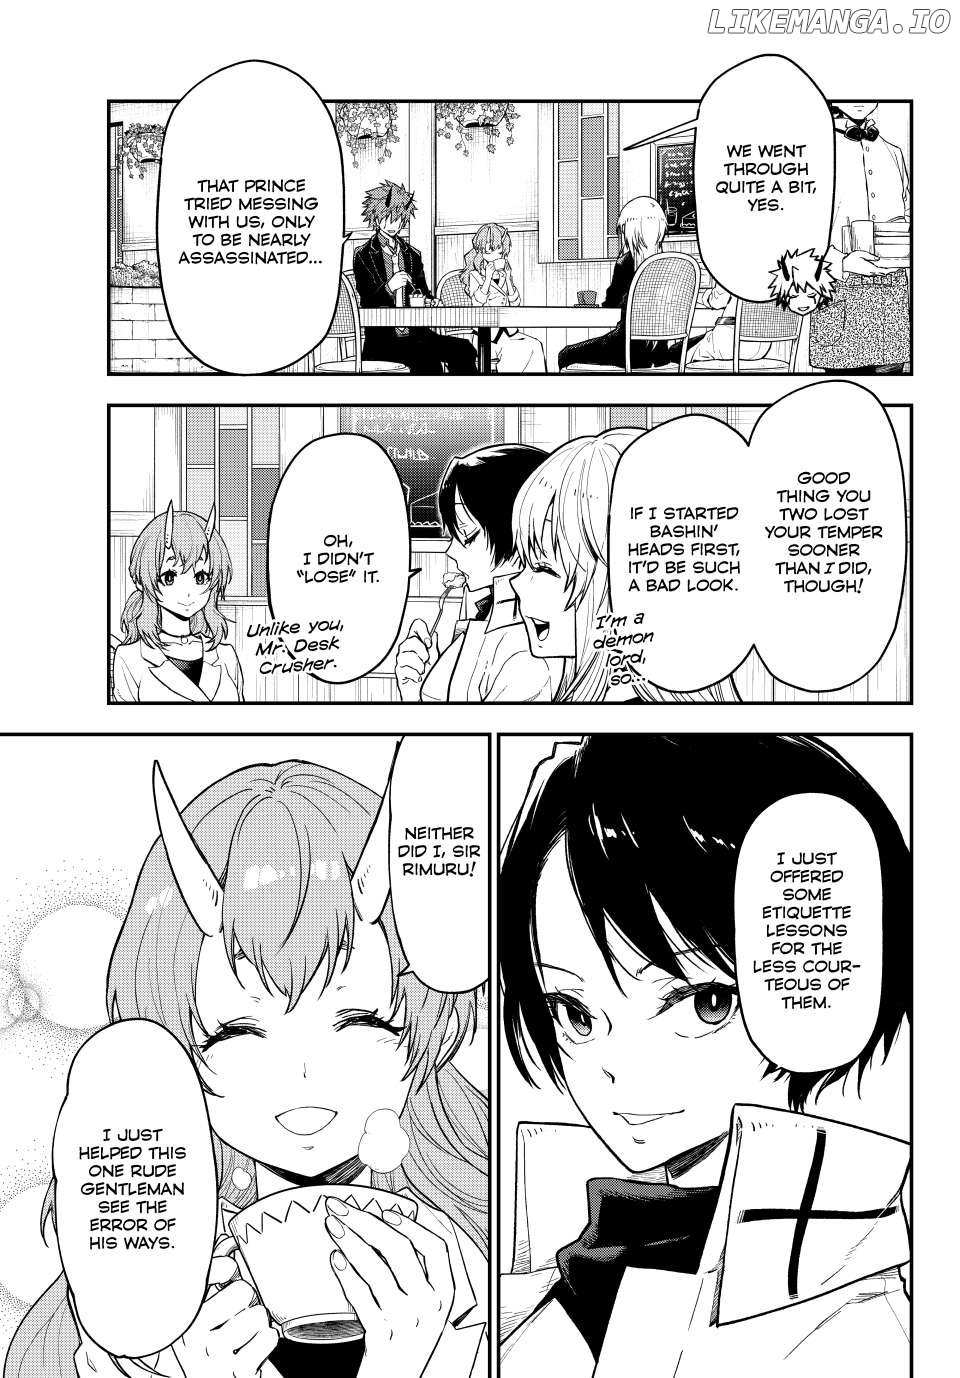 LIKEMANGA.IO
WE WENT
THROUGH
QUITE A BIT,
YES.
THAT PRINCE
TRIED MESSING
WITH US, ONLY
TO BE NEARLY
ASSASSINATED...
GOOD
THING YOU
TWO LOST
YOUR TEMPER
SOONER
THAN I DID,
THOUGH!
IF I STARTED
BASHIN'
HEADS FIRST,
IT'D BE SUCH
A BAD LOOK.
I'm a
demon
lord,
so...
OH,
I DIDN'T
"LOSE" IT.
Unlike you,
Mr. Desk
Crusher.
I JUST
OFFERED
SOME
ETIQUETTE
LESSONS
FOR THE
LESS COUR-
TEOUS OF
THEM.
NEITHER
DID I, SIR
RIMURU!
I JUST
HELPED THIS
ONE RUDE
GENTLEMAN
SEE THE
ERROR OF
HIS WAYS.